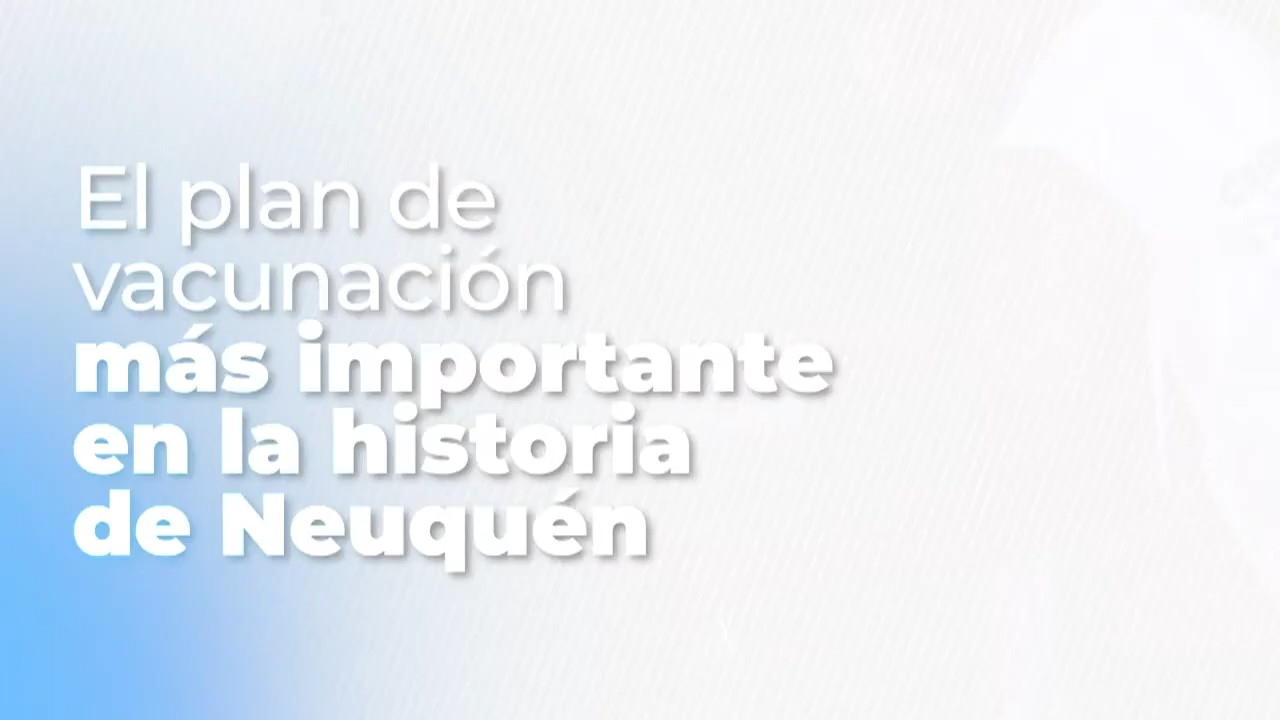 El plan de
vacunación
más importante
en la historia
de Neuquén